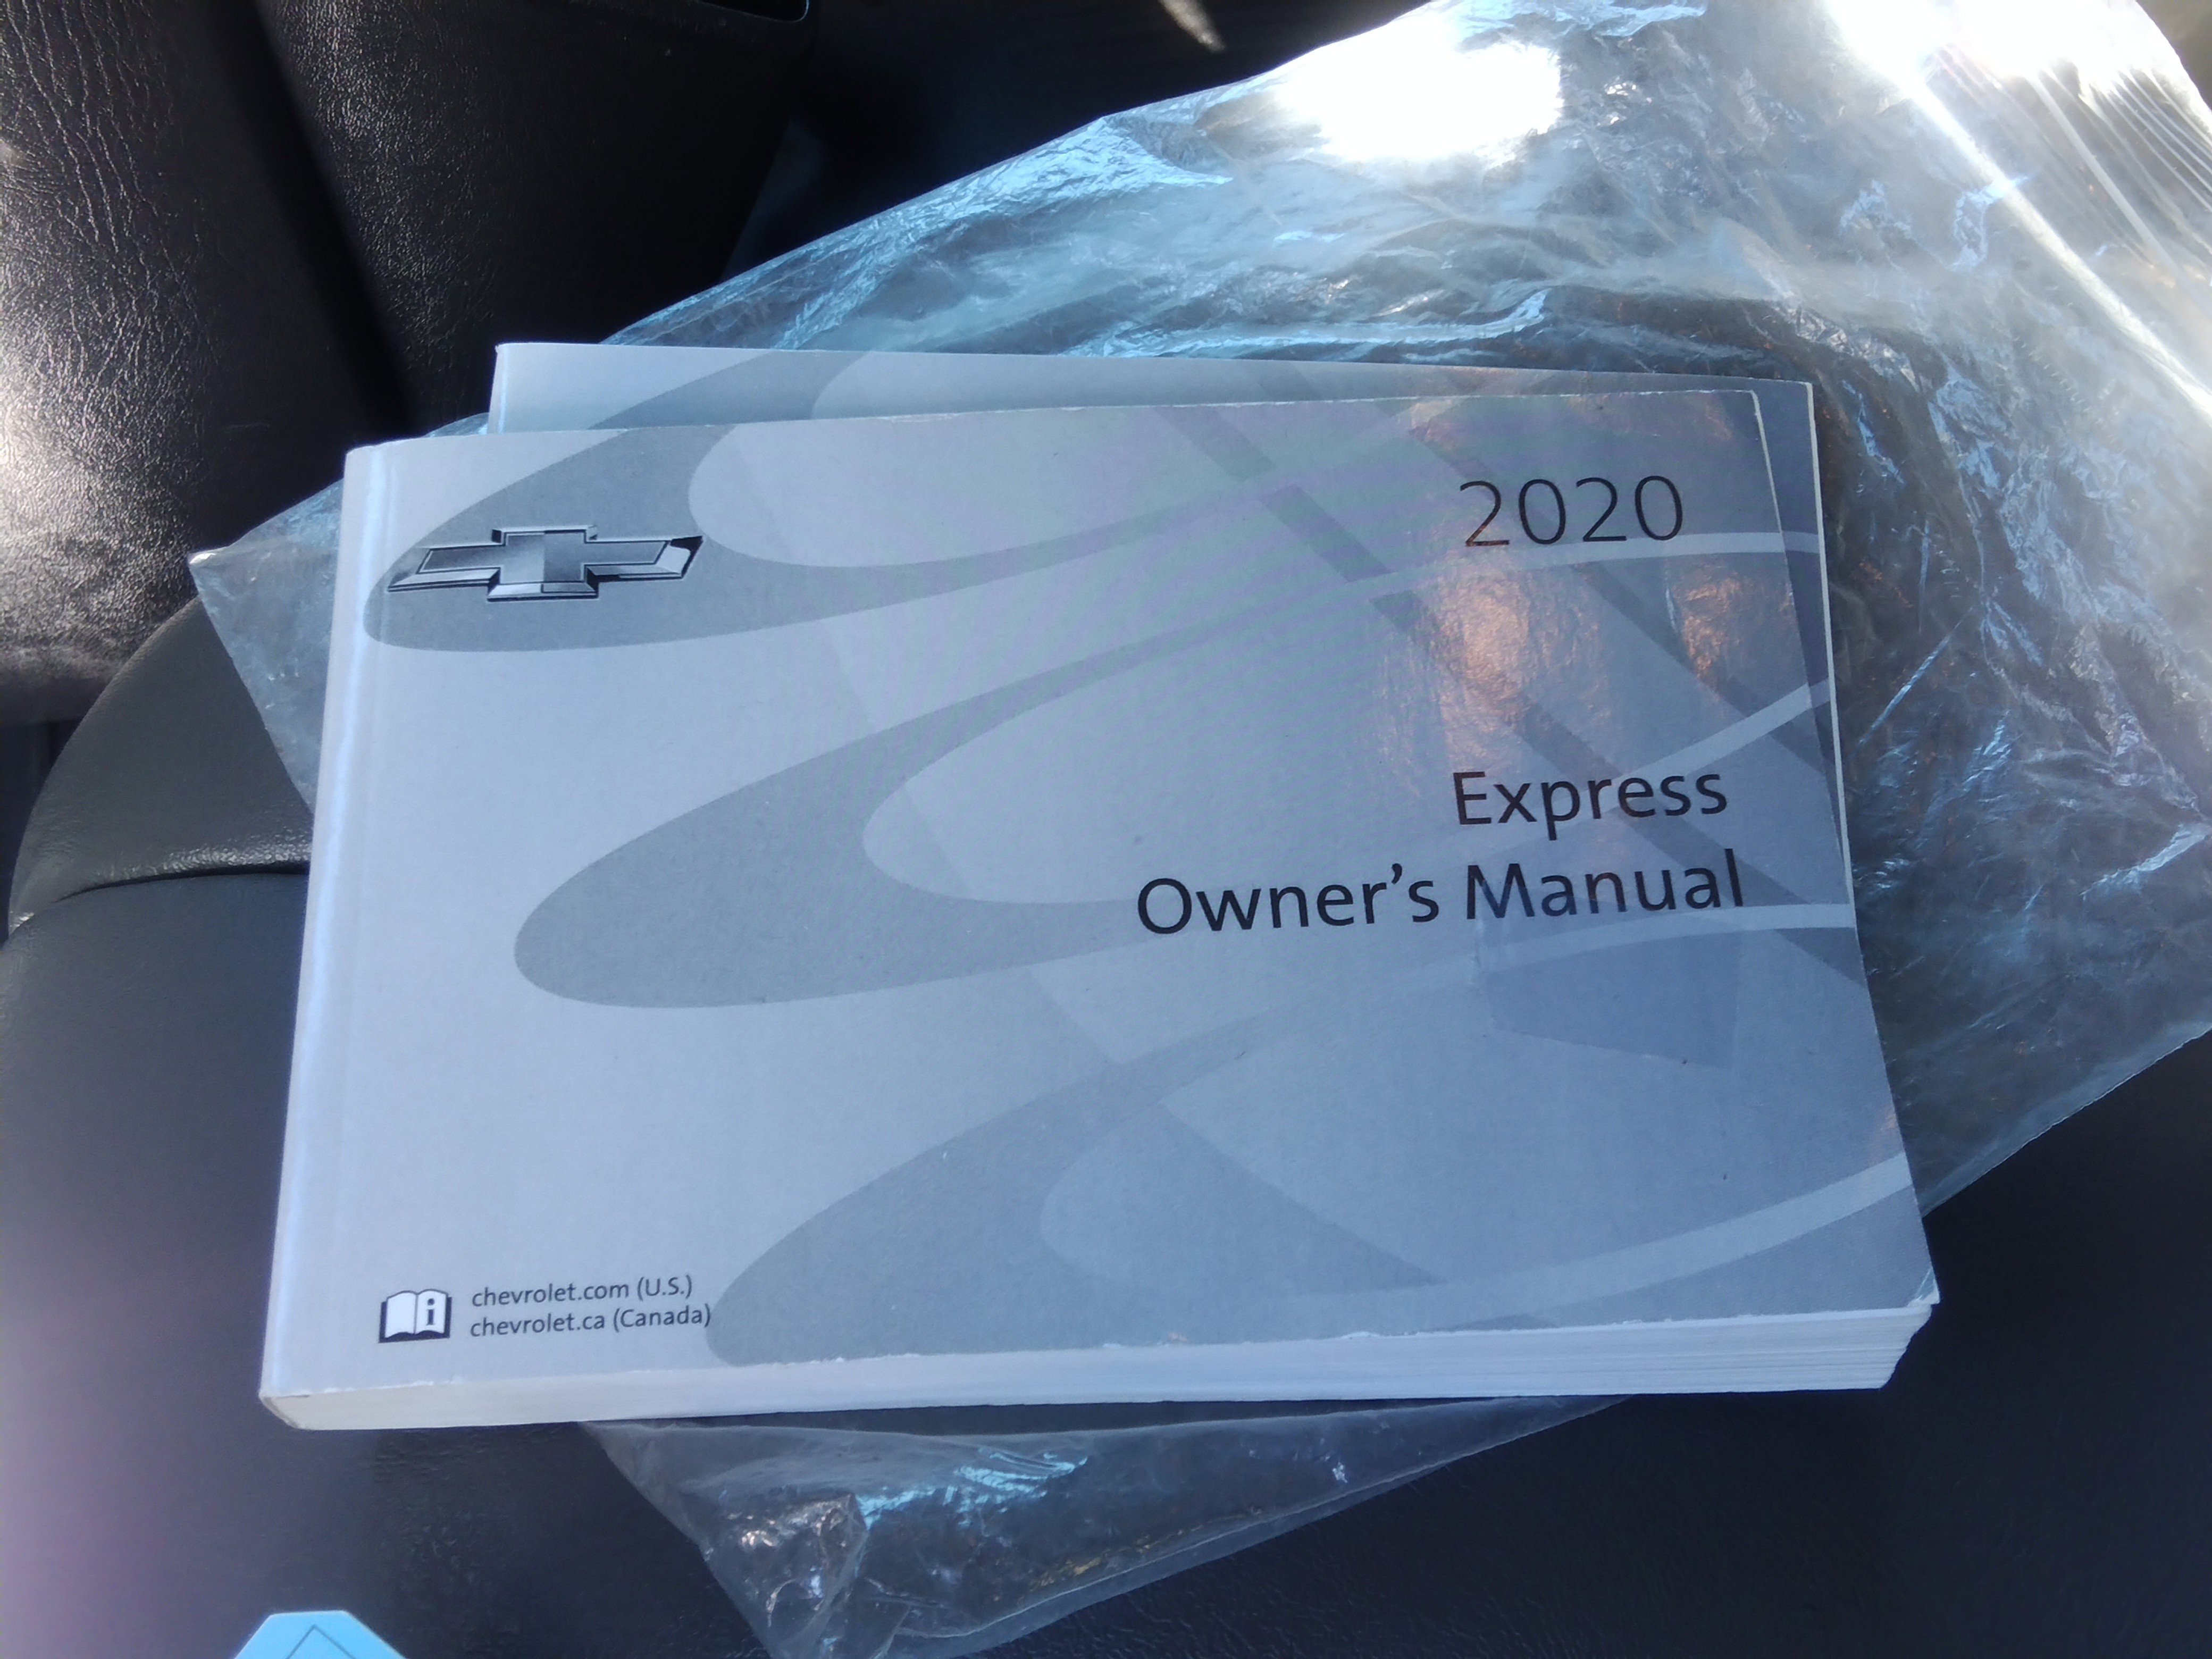 2020
Express
Owner's Manual
chevrolet.com (U.S.)
chevrolet.ca (Canada)